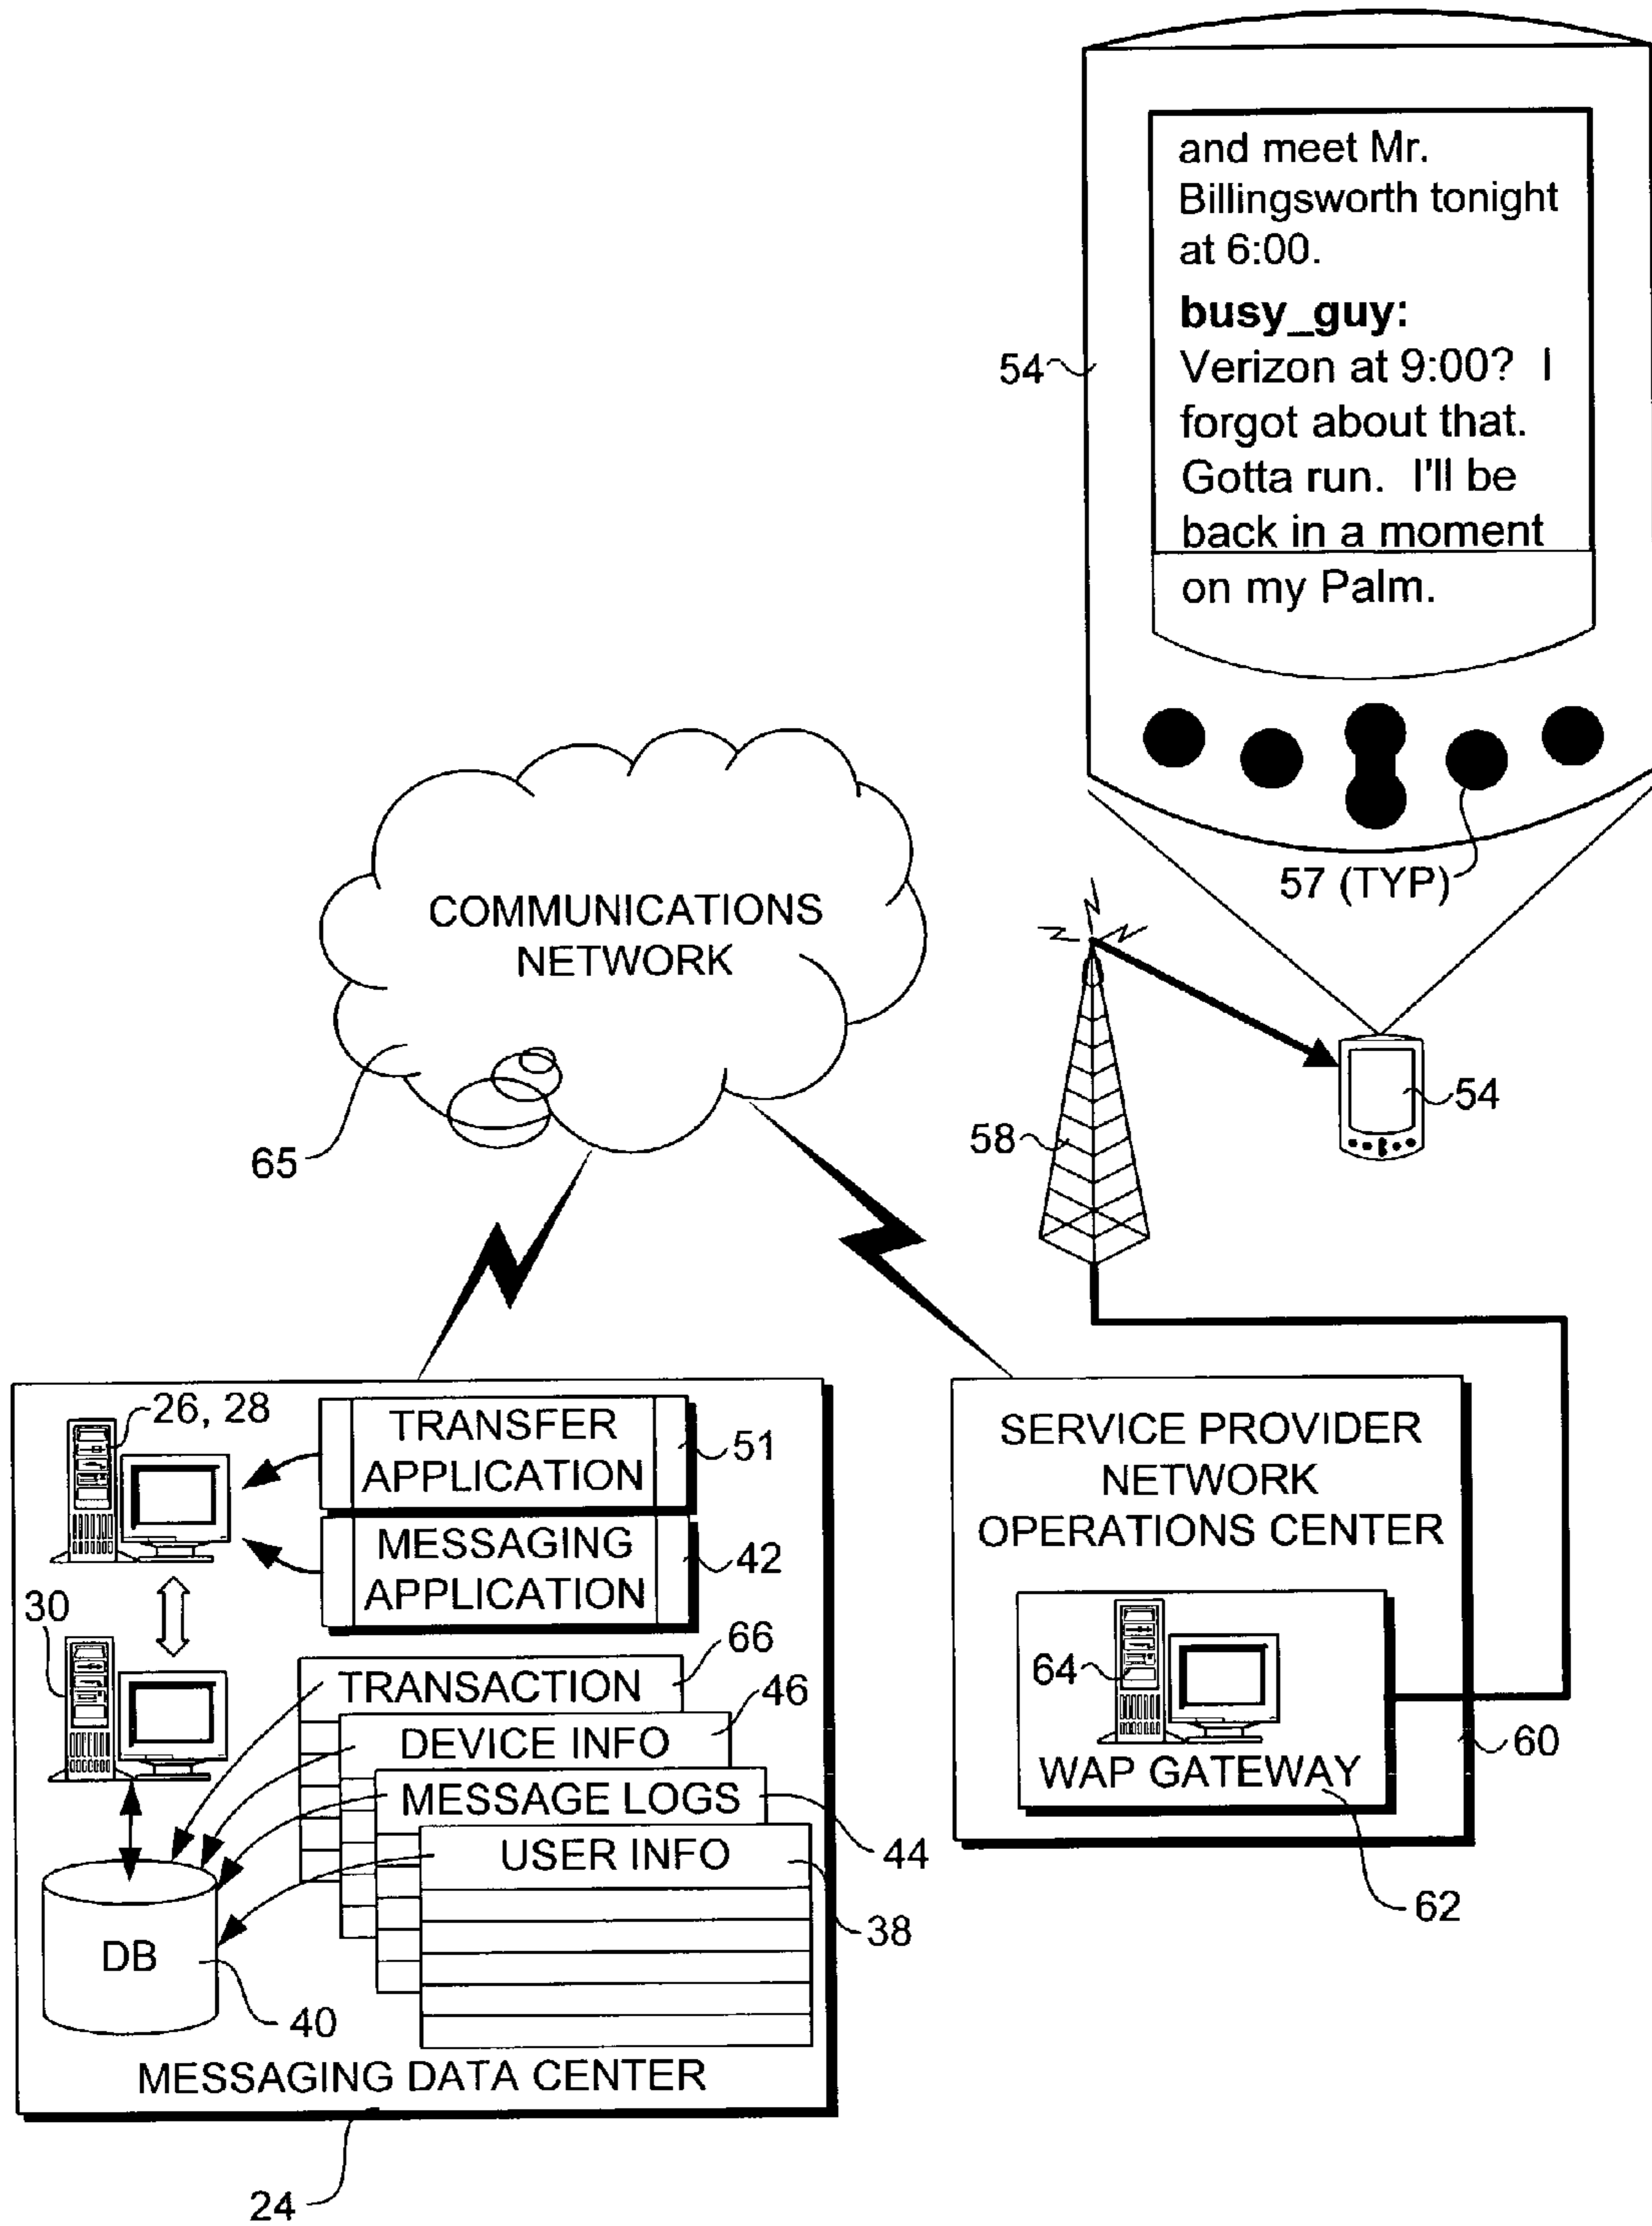 and meet Mr.
Billingsworth tonight
at 6:00.
busy_guy:
Verizon at 9:00? I
forgot about that.
Gotta run. I'll be
back in a moment
on my Palm.
54
57 (TYP)
COMMUNICATIONS
NETWORK
65
58
54
26, 28
TRANSFER
APPLICATION
51
MESSAGING
APPLICATION
42
30
TRANSACTION
66
DEVICE INFO
46
MESSAGE LOGS
44
USER INFO
38
DB
40
MESSAGING DATA CENTER
24
SERVICE PROVIDER
NETWORK
OPERATIONS CENTER
64
WAP GATEWAY
60
62